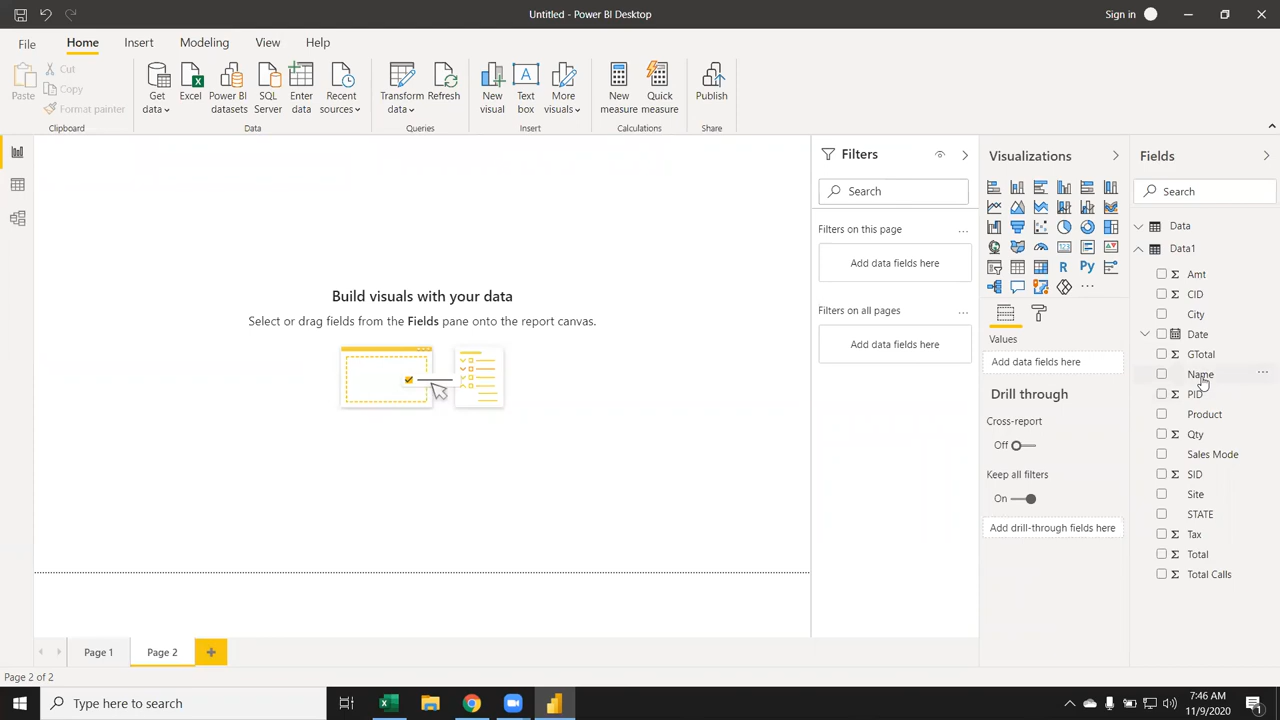 Untitled - Power BI Desktop
Sign in
File
Home
Insert
Modeling
View
Help
Paste
Cut
Copy
Format painter
Clipboard
Get data
Excel
Power BI datasets
SQL Server
Enter data
Recent sources
Data
Transform data
Refresh
Queries
New visual
Text box
More visuals
Insert
New measure
Quick measure
Calculations
Publish
Share
Build visuals with your data
Select or drag fields from the Fields pane onto the report canvas.
Filters
Search
Filters on this page
...
Add data fields here
Filters on all pages
...
Add data fields here
Visualizations
R
Py
...
Values
Add data fields here
Drill through
Cross-report
Off
Keep all filters
On
Add drill-through fields here
Fields
Search
Data
Data1
Σ Amt
Σ CID
City
Date
Σ GTotal
Name
...
Σ PID
Product
Σ Qty
Sales Mode
Σ SID
Site
STATE
Σ Tax
Σ Total
Σ Total Calls
Page 1
Page 2
Page 2 of 2
Type here to search
7:46 AM
11/9/2020